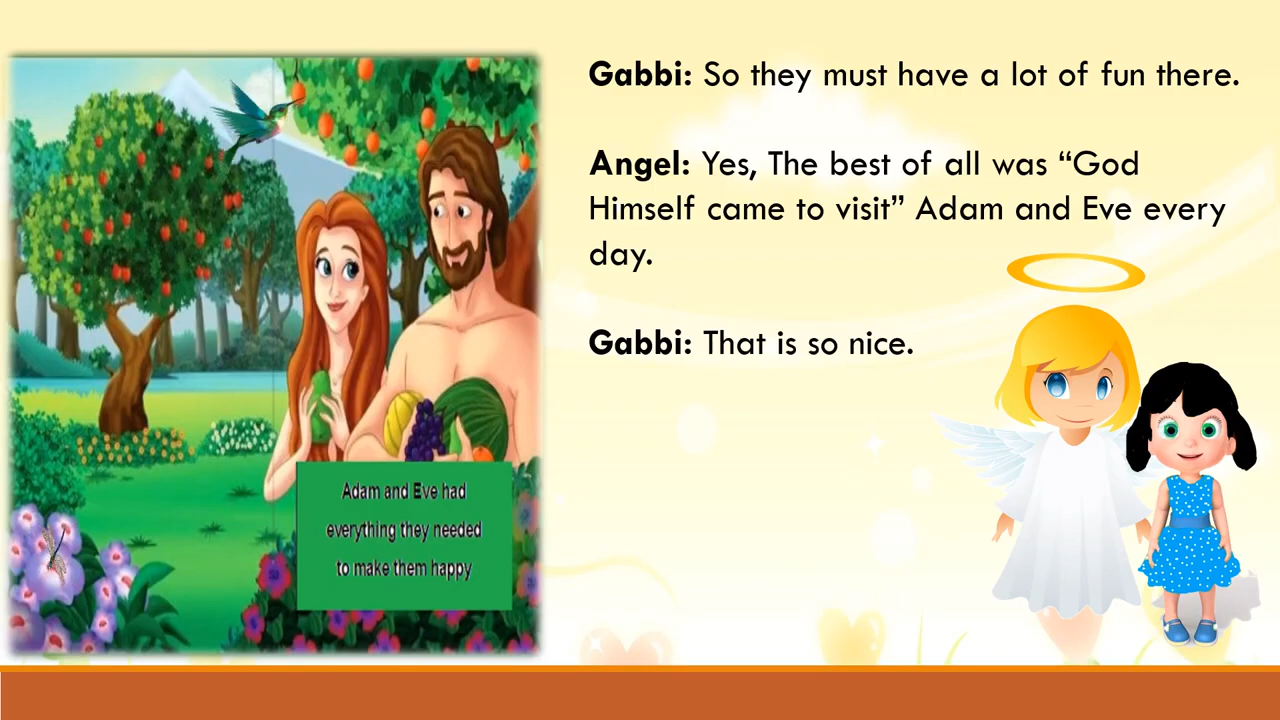 Gabbi: So they must have a lot of fun there.
Angel: Yes, The best of all was “God
Himself came to visit” Adam and Eve every
day.
Gabbi: That is so nice.
Adam and Eve had
everything they needed
to make them happy